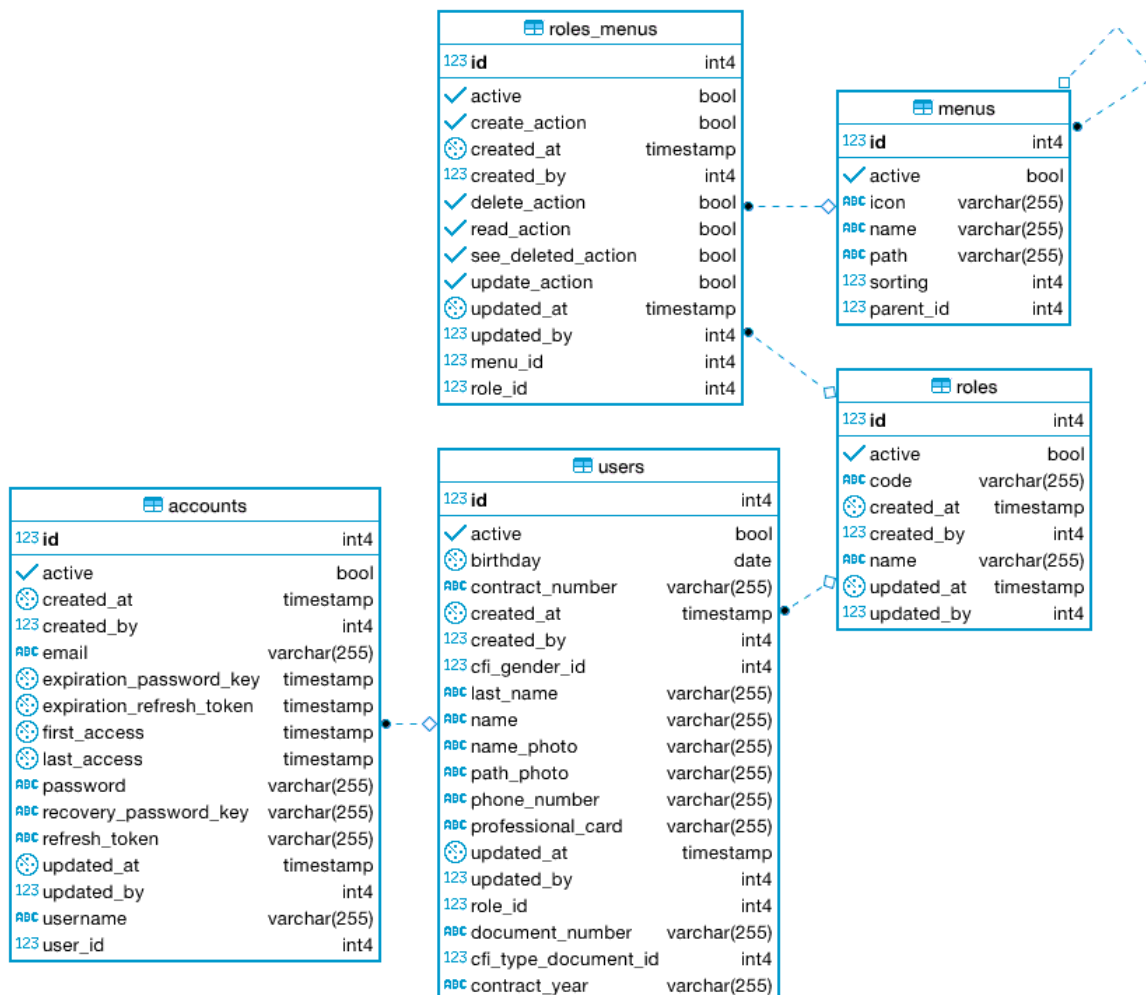 roles_menus
123 id int4
active bool
create_action bool
created_at timestamp
123 created_by int4
delete_action bool
read_action bool
see_deleted_action bool
update_action bool
updated_at timestamp
123 updated_by int4
123 menu_id int4
123 role_id int4
menus
123 id int4
active bool
ABC icon varchar(255)
ABC name varchar(255)
ABC path varchar(255)
123 sorting int4
123 parent_id int4
roles
123 id int4
active bool
ABC code varchar(255)
created_at timestamp
123 created_by int4
ABC name varchar(255)
updated_at timestamp
123 updated_by int4
accounts
123 id int4
active bool
created_at timestamp
123 created_by int4
ABC email varchar(255)
expiration_password_key timestamp
expiration_refresh_token timestamp
first_access timestamp
last_access timestamp
ABC password varchar(255)
ABC recovery_password_key varchar(255)
ABC refresh_token varchar(255)
updated_at timestamp
123 updated_by int4
ABC username varchar(255)
123 user_id int4
users
123 id int4
active bool
birthday date
ABC contract_number varchar(255)
created_at timestamp
123 created_by int4
123 cfi_gender_id int4
ABC last_name varchar(255)
ABC name varchar(255)
ABC name_photo varchar(255)
ABC path_photo varchar(255)
ABC phone_number varchar(255)
ABC professional_card varchar(255)
updated_at timestamp
123 updated_by int4
123 role_id int4
ABC document_number varchar(255)
123 cfi_type_document_id int4
ABC contract_year varchar(255)